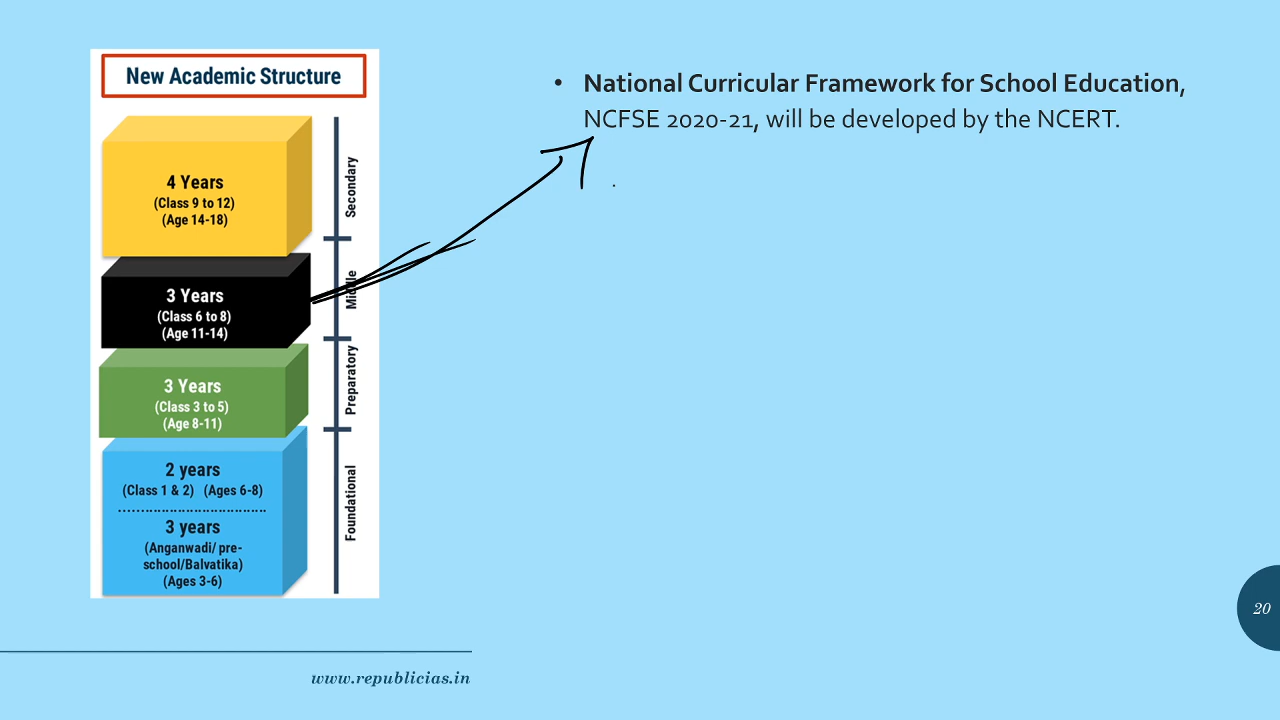 New Academic Structure
4 Years
(Class 9 to 12)
(Age 14-18)
Secondary
3 Years
(Class 6 to 8)
(Age 11-14)
Middle
3 Years
(Class 3 to 5)
(Age 8-11)
Preparatory
2 years
(Class 1 & 2) (Ages 6-8)
3 years
(Anganwadi/ pre-
school/Balvatika)
(Ages 3-6)
Foundational
• National Curricular Framework for School Education,
NCFSE 2020-21, will be developed by the NCERT.
20
www.republicias.in